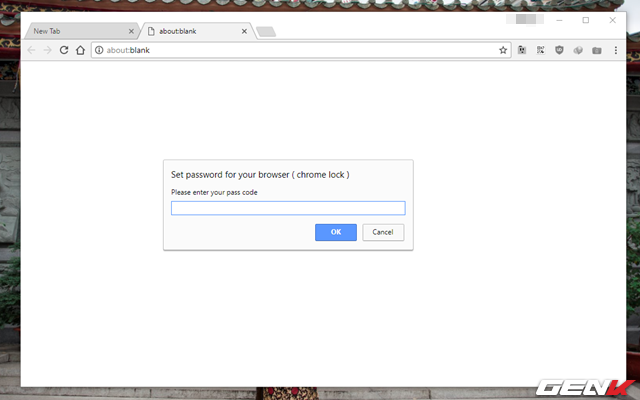 New Tab
about:blank
about:blank
Set password for your browser ( chrome lock )
Please enter your pass code
OK
Cancel
GENK